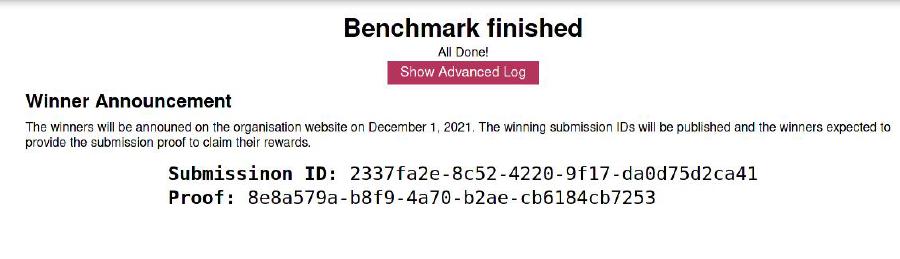 Benchmark finished
All Done!
Show Advanced Log
Winner Announcement
The winners will be announed on the organisation website on December 1, 2021. The winning submission IDs will be published and the winners expected to
provide the submission proof to claim their rewards.
Submissinon ID: 2337fa2e-8c52-4220-9f17-da0d75d2ca41
Proof: 8e8a579a-b8f9-4a70-b2ae-cb6184cb7253